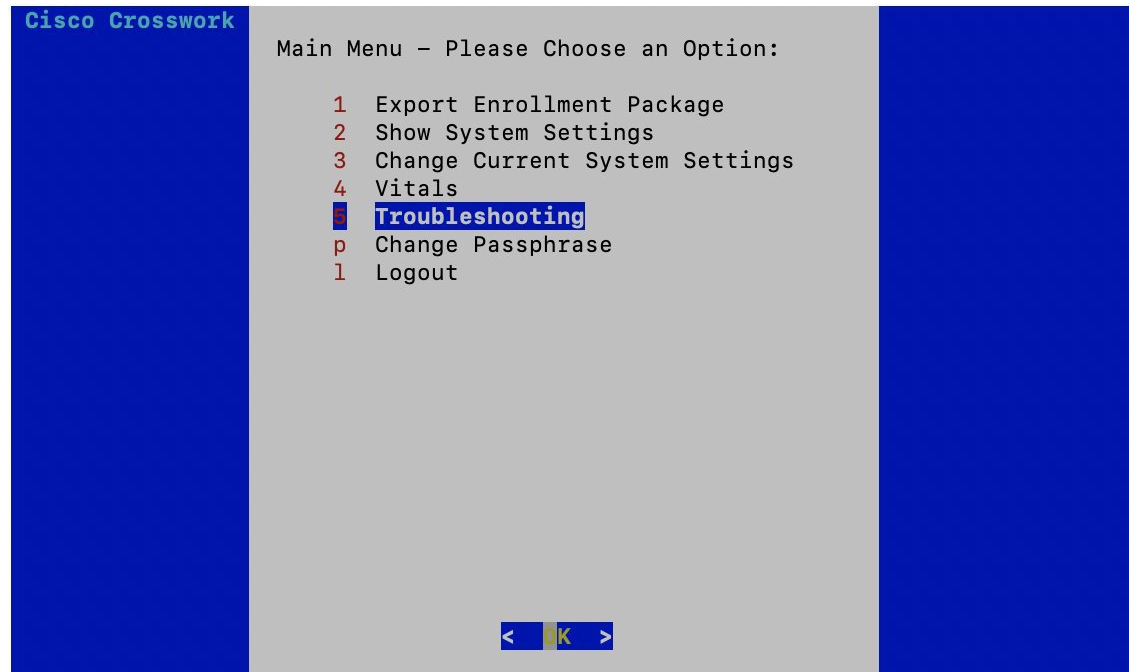 Cisco Crosswork
Main Menu – Please Choose an Option:
1 Export Enrollment Package
2 Show System Settings
3 Change Current System Settings
4 Vitals
5 Troubleshooting
p Change Passphrase
l Logout
< OK >